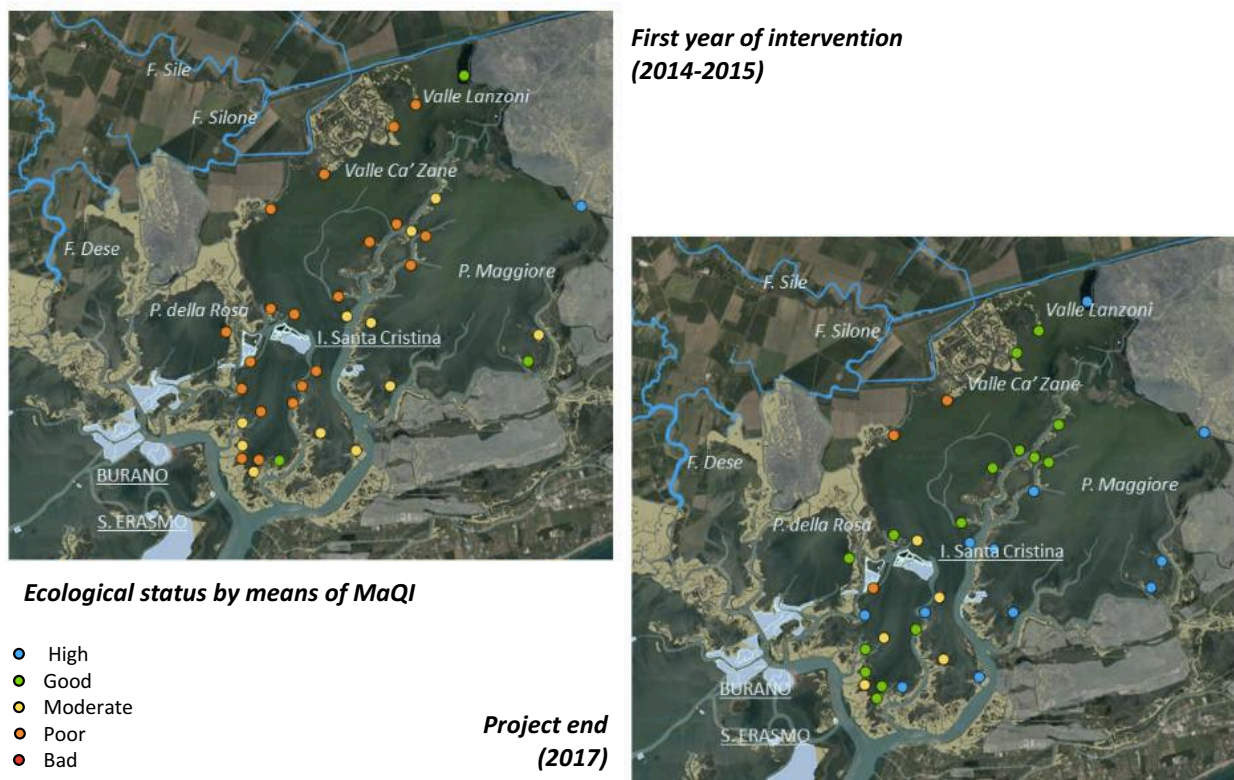 First year of intervention
(2014-2015)
F. Sile
Valle Lanzoni
F. Silone
Valle Ca' Zane
F. Dese
P. Maggiore
P. della Rosa
I. Santa Cristina
BURANO
S. ERASMO
Ecological status by means of MaQI
High
Good
Moderate
Poor
Bad
Project end
(2017)
F. Sile
Valle Lanzoni
F. Silone
Valle Ca' Zane
F. Dese
P. Maggiore
P. della Rosa
I. Santa Cristina
BURANO
S. ERASMO